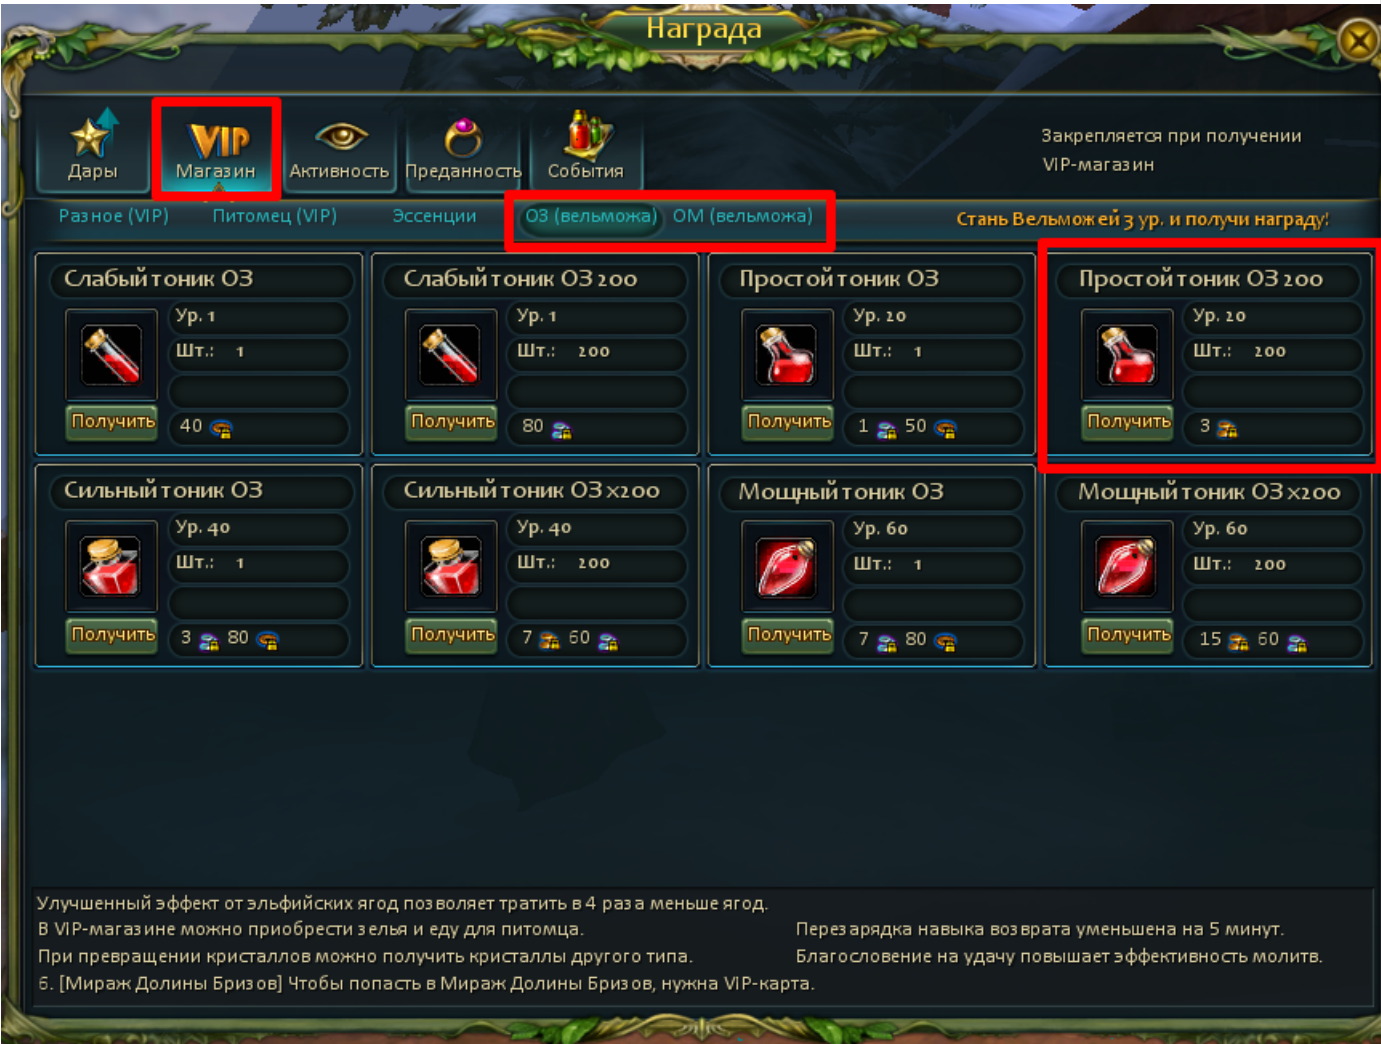 Награда
Закрепляется при получении
VIP-магазин
VIP
Дары Магазин Активность Преданность События
Разное (VIP) Питомец (VIP) Эссенции ОЗ (вельможа) ОМ (вельможа) Стань Вельможей 3 ур. и получи награду!
Слабый тоник ОЗ
Ур. 1
Шт.: 1
Получить 40
Слабый тоник ОЗ 200
Ур. 1
Шт.: 200
Получить 80
Простой тоник ОЗ
Ур. 20
Шт.: 1
Получить 1 50
Простой тоник ОЗ 200
Ур. 20
Шт.: 200
Получить 3
Сильный тоник ОЗ
Ур. 40
Шт.: 1
Получить 3 80
Сильный тоник ОЗ x200
Ур. 40
Шт.: 200
Получить 7 60
Мощный тоник ОЗ
Ур. 60
Шт.: 1
Получить 7 80
Мощный тоник ОЗ x200
Ур. 60
Шт.: 200
Получить 15 60
Улучшенный эффект от эльфийских ягод позволяет тратить в 4 раза меньше ягод.
В VIP-магазине можно приобрести зелья и еду для питомца. Перезарядка навыка возврата уменьшена на 5 минут.
При превращении кристаллов можно получить кристаллы другого типа. Благословение на удачу повышает эффективность молитв.
6. [Мираж Долины Бризов] Чтобы попасть в Мираж Долины Бризов, нужна VIP-карта.